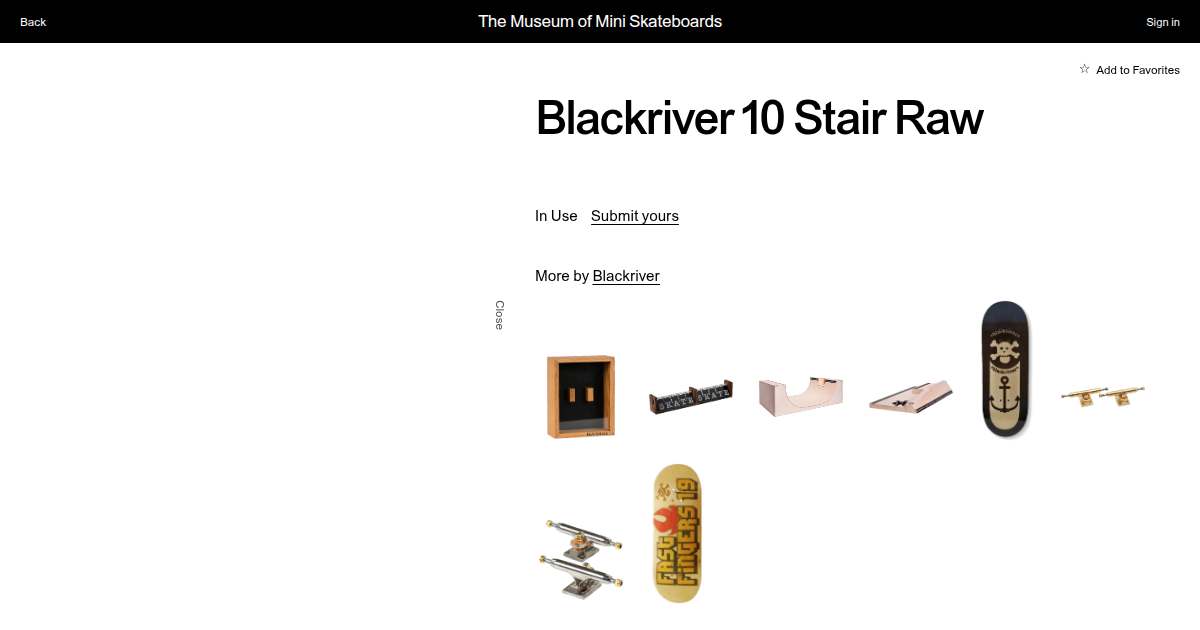 Back
The Museum of Mini Skateboards
Sign in
☆ Add to Favorites
Blackriver 10 Stair Raw
In Use Submit yours
More by Blackriver
Close
SKATE SKATE
FAST FINGERS 19